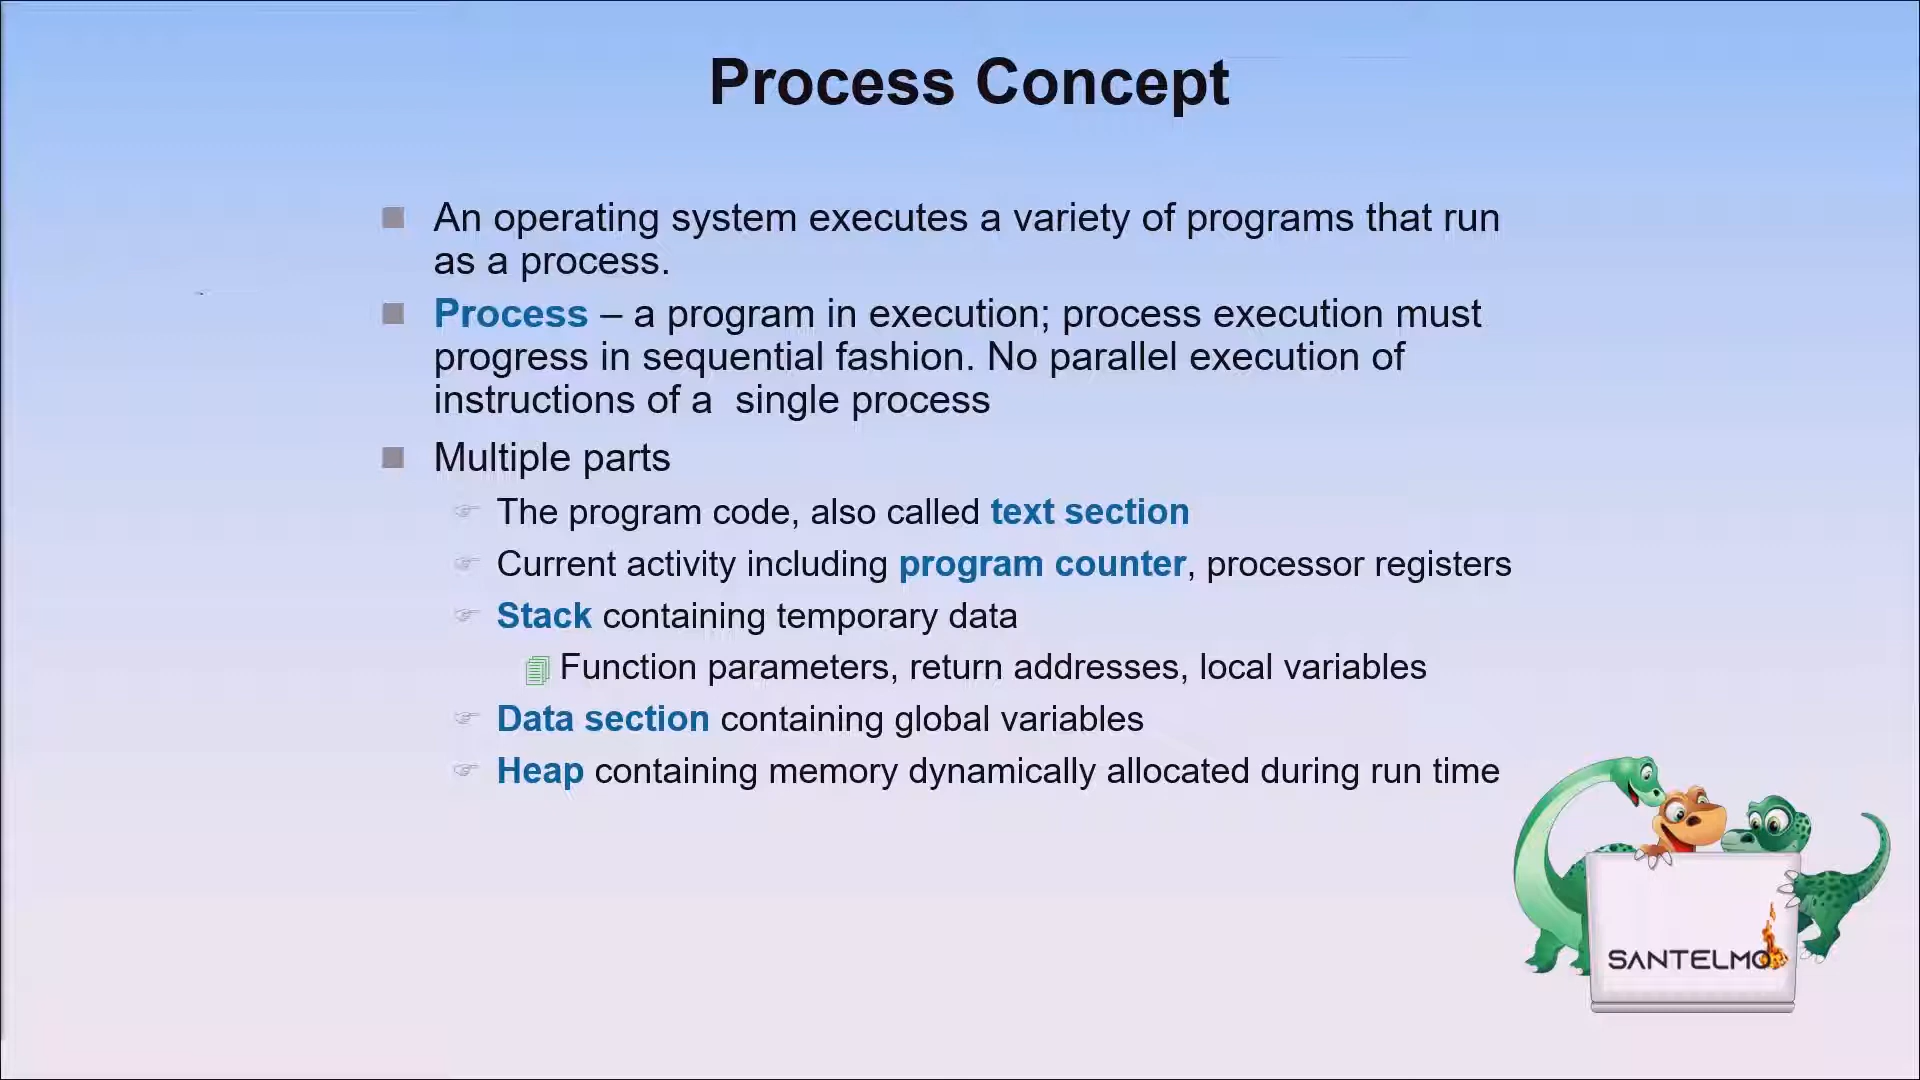 Process Concept
An operating system executes a variety of programs that run
as a process.
Process – a program in execution; process execution must
progress in sequential fashion. No parallel execution of
instructions of a  single process
Multiple parts
The program code, also called text section
Current activity including program counter, processor registers
Stack containing temporary data
Function parameters, return addresses, local variables
Data section containing global variables
Heap containing memory dynamically allocated during run time
SANTELMO